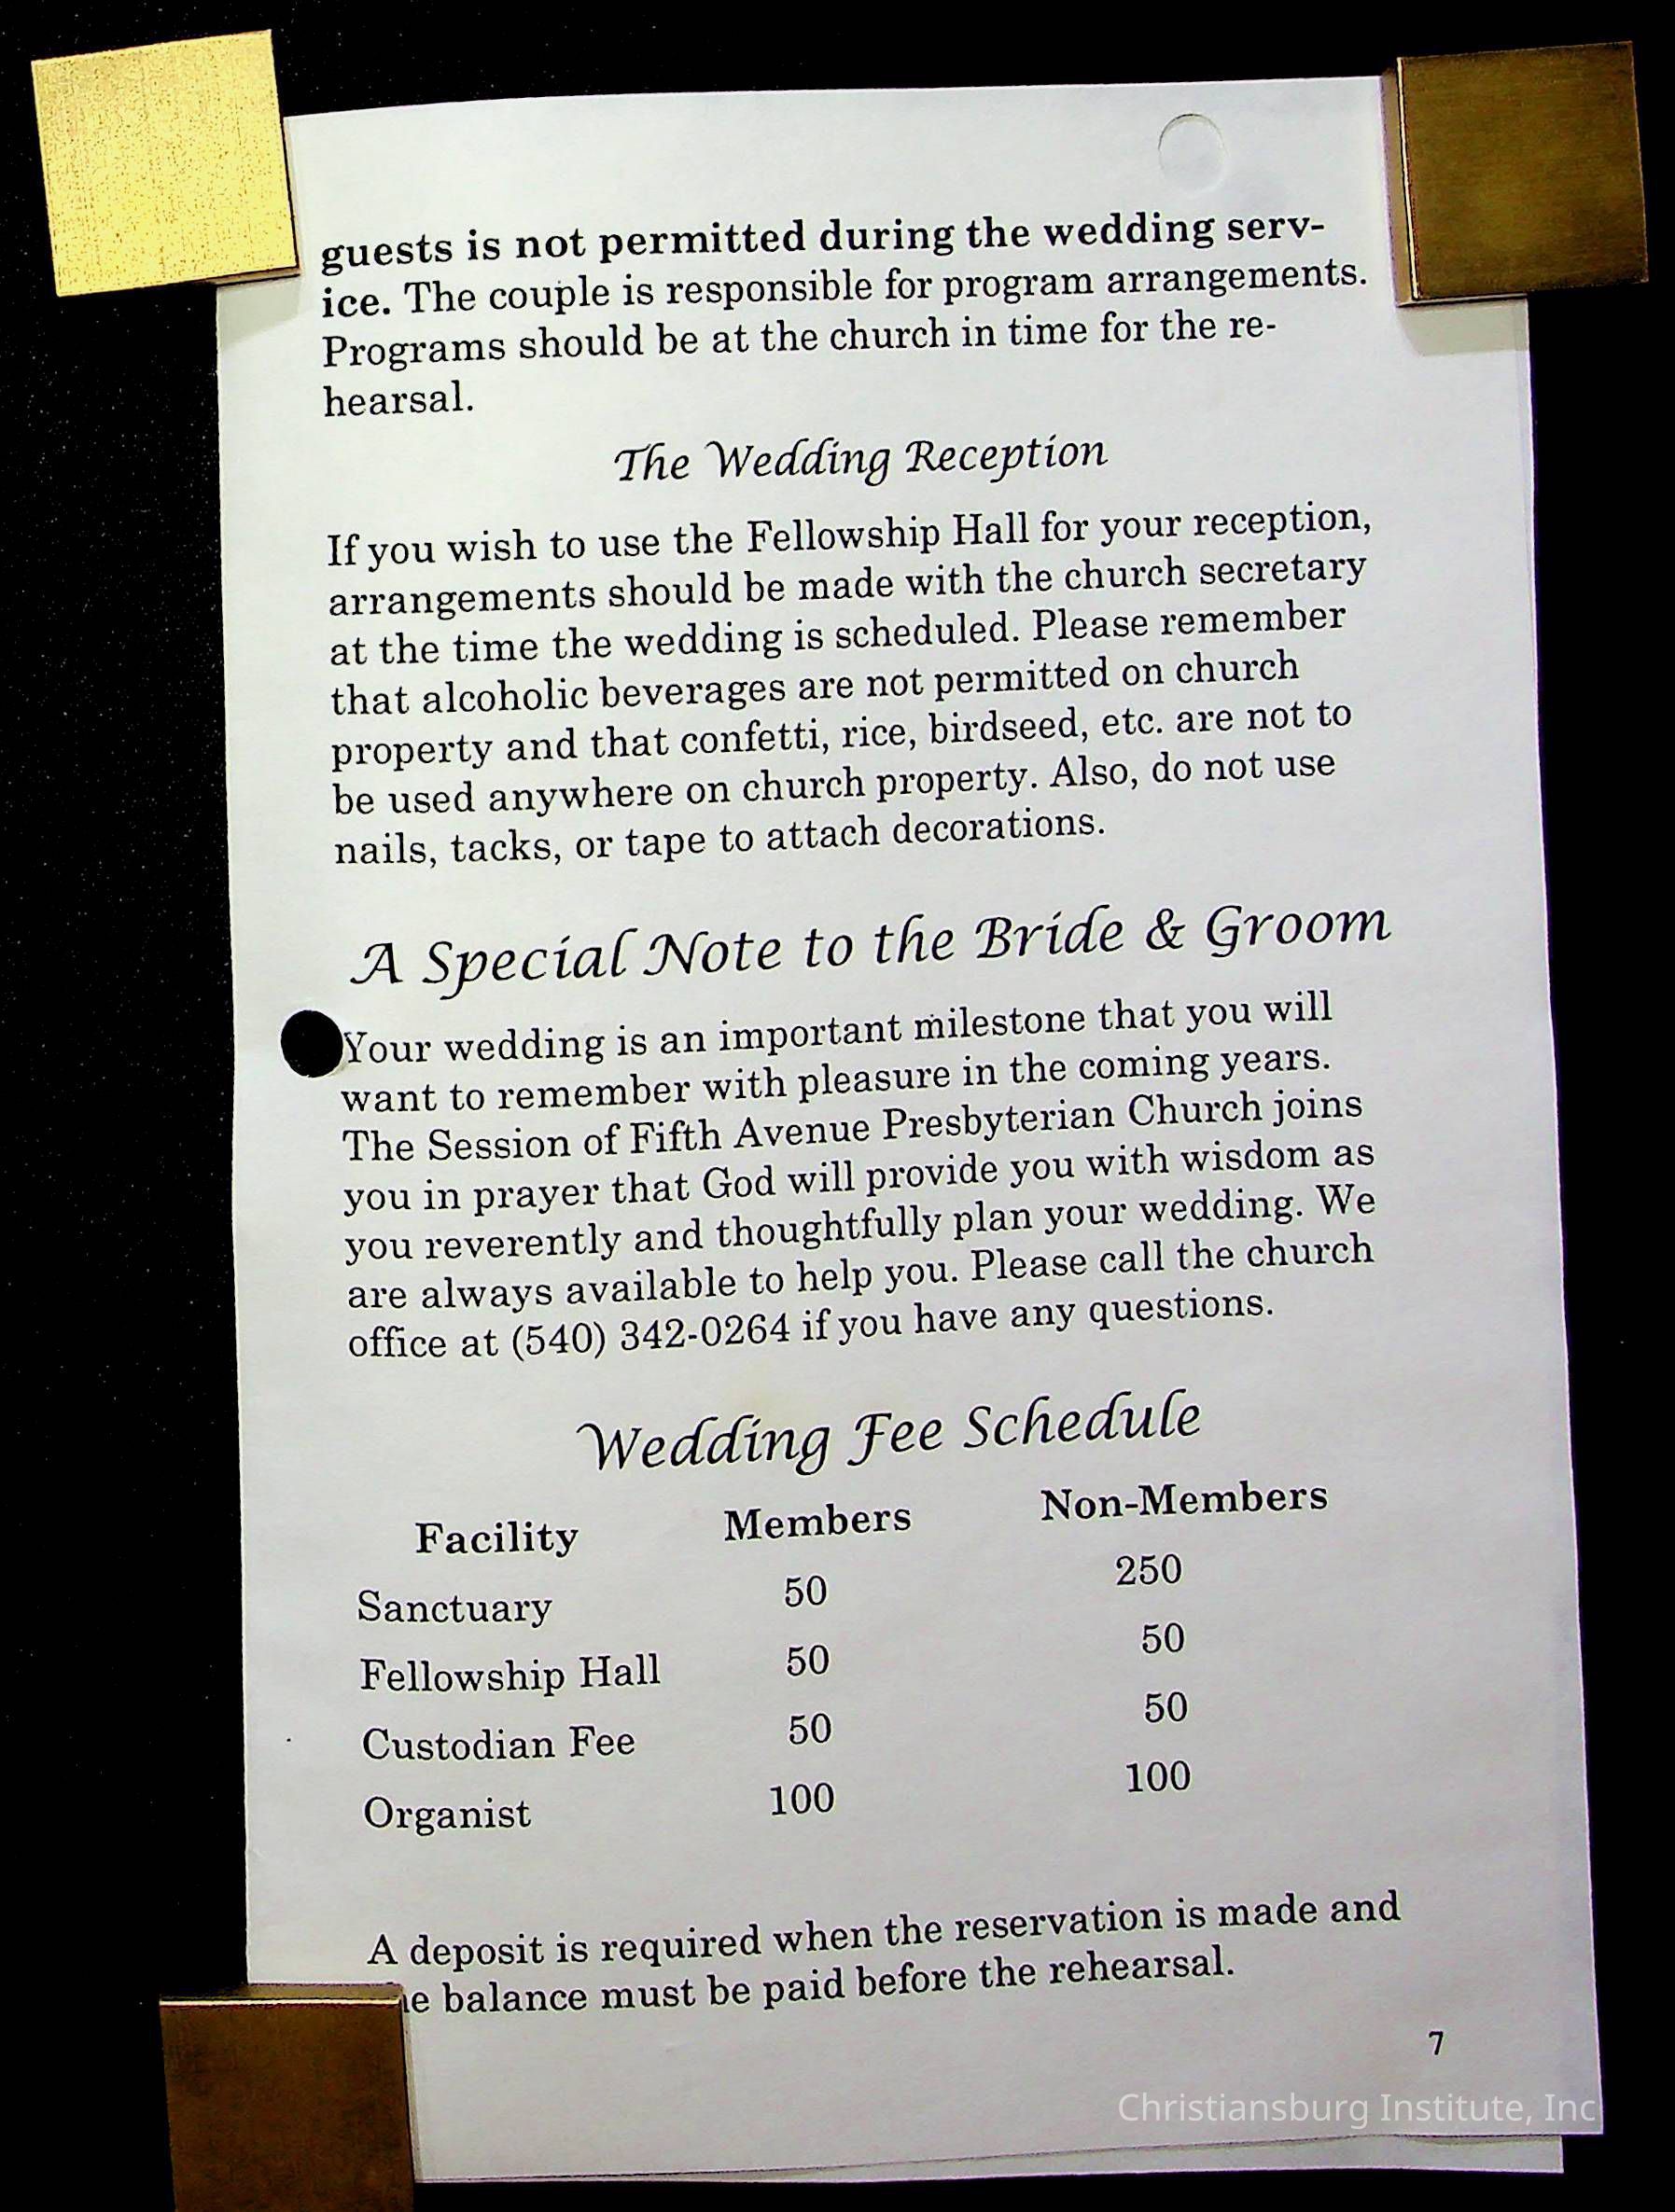 guests is not permitted during the wedding serv-
ice. The couple is responsible for program arrangements.
Programs should be at the church in time for the re-
hearsal.
The Wedding Reception
If you wish to use the Fellowship Hall for your reception,
arrangements should be made with the church secretary
at the time the wedding is scheduled. Please remember
that alcoholic beverages are not permitted on church
property and that confetti, rice, birdseed, etc. are not to
be used anywhere on church property. Also, do not use
nails, tacks, or tape to attach decorations.
A Special Note to the Bride & Groom
Your wedding is an important milestone that you will
want to remember with pleasure in the coming years.
The Session of Fifth Avenue Presbyterian Church joins
you in prayer that God will provide you with wisdom as
you reverently and thoughtfully plan your wedding. We
are always available to help you. Please call the church
office at (540) 342-0264 if you have any questions.
Wedding Fee Schedule
Facility Members Non-Members
Sanctuary 50 250
Fellowship Hall 50 50
Custodian Fee 50 50
Organist 100 100
A deposit is required when the reservation is made and
balance must be paid before the rehearsal.
7
Christiansburg Institute, Inc